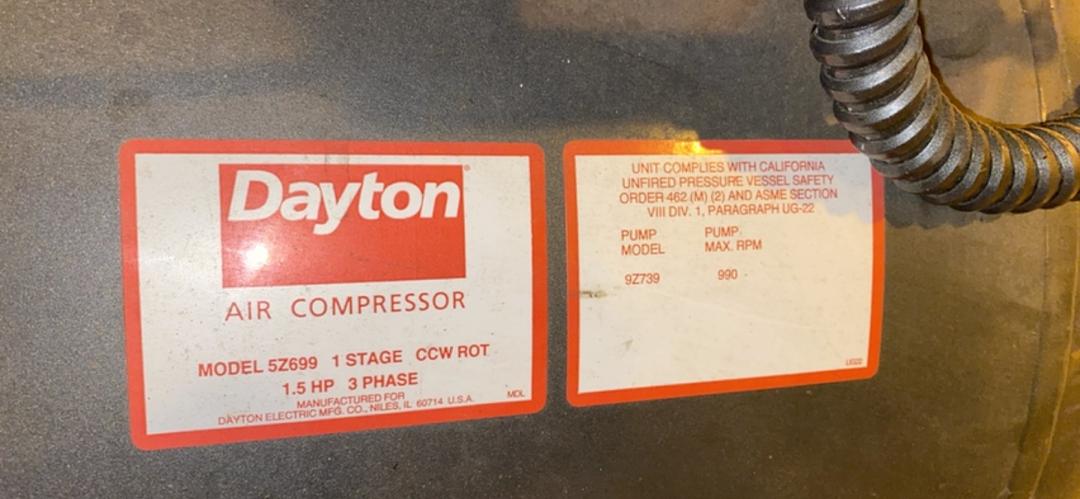 Dayton®
AIR COMPRESSOR
MODEL 5Z699 1 STAGE CCW ROT
1.5 HP 3 PHASE
MANUFACTURED FOR
DAYTON ELECTRIC MFG. CO., NILES, IL 60714 U.S.A.
MDL
UNIT COMPLIES WITH CALIFORNIA
UNFIRED PRESSURE VESSEL SAFETY
ORDER 462 (M) (2) AND ASME SECTION
VIII DIV. 1, PARAGRAPH UG-22
PUMP PUMP
MODEL MAX. RPM
9Z739 990